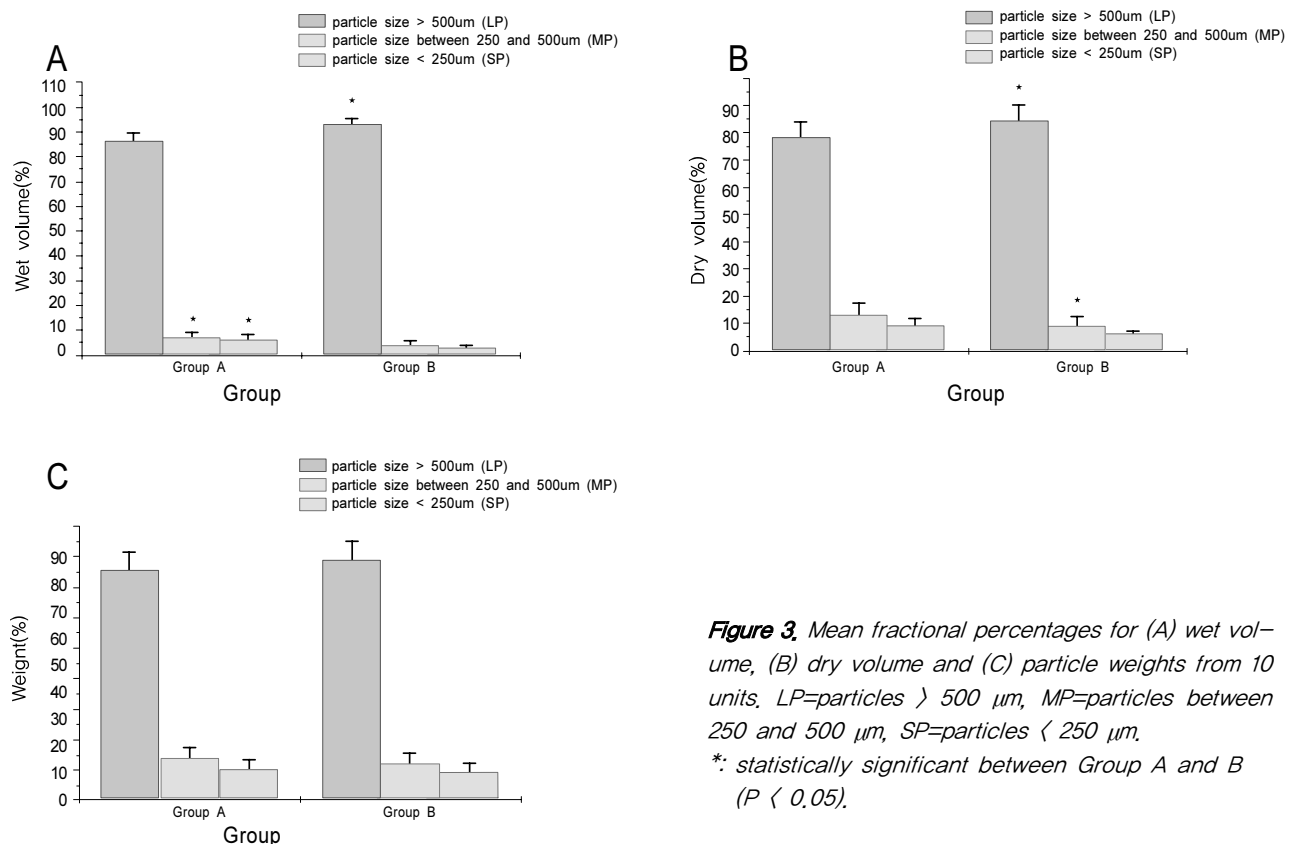 A
particle size > 500um (LP)
particle size between 250 and 500um (MP)
particle size < 250um (SP)
Wet volume(%)
110
100
90
80
70
60
50
40
30
20
10
0
*
*
*
Group A
Group B
Group
B
particle size > 500um (LP)
particle size between 250 and 500um (MP)
particle size < 250um (SP)
Dry volume(%)
90
80
70
60
50
40
30
20
10
0
*
*
Group A
Group B
Group
C
particle size > 500um (LP)
particle size between 250 and 500um (MP)
particle size < 250um (SP)
Weignt(%)
90
80
70
60
50
40
30
20
10
0
Group A
Group B
Group
Figure 3. Mean fractional percentages for (A) wet vol-
ume, (B) dry volume and (C) particle weights from 10
units. LP=particles 〉 500 μm, MP=particles between
250 and 500 μm, SP=particles 〈 250 μm.
*: statistically significant between Group A and B
(P 〈 0.05).